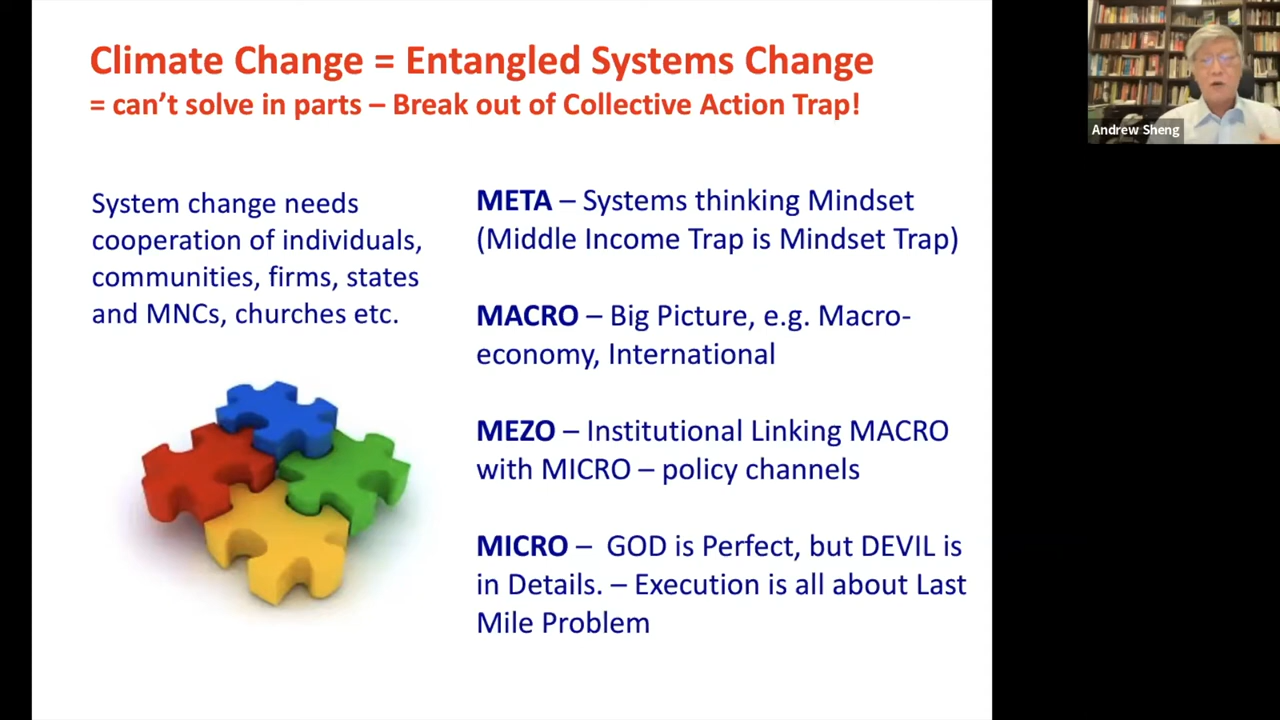 Climate Change = Entangled Systems Change
= can't solve in parts – Break out of Collective Action Trap!
System change needs
cooperation of individuals,
communities, firms, states
and MNCs, churches etc.
META – Systems thinking Mindset
(Middle Income Trap is Mindset Trap)
MACRO – Big Picture, e.g. Macro-
economy, International
MEZO – Institutional Linking MACRO
with MICRO – policy channels
MICRO – GOD is Perfect, but DEVIL is
in Details. – Execution is all about Last
Mile Problem
Andrew Sheng